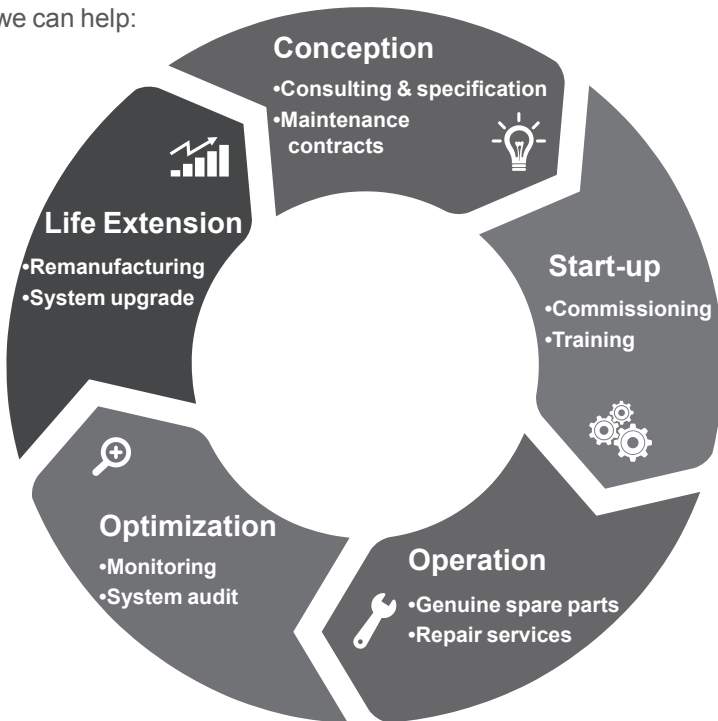 we can help:
Conception
•Consulting & specification
•Maintenance
contracts
Start-up
•Commissioning
•Training
Operation
•Genuine spare parts
•Repair services
Optimization
•Monitoring
•System audit
Life Extension
•Remanufacturing
•System upgrade